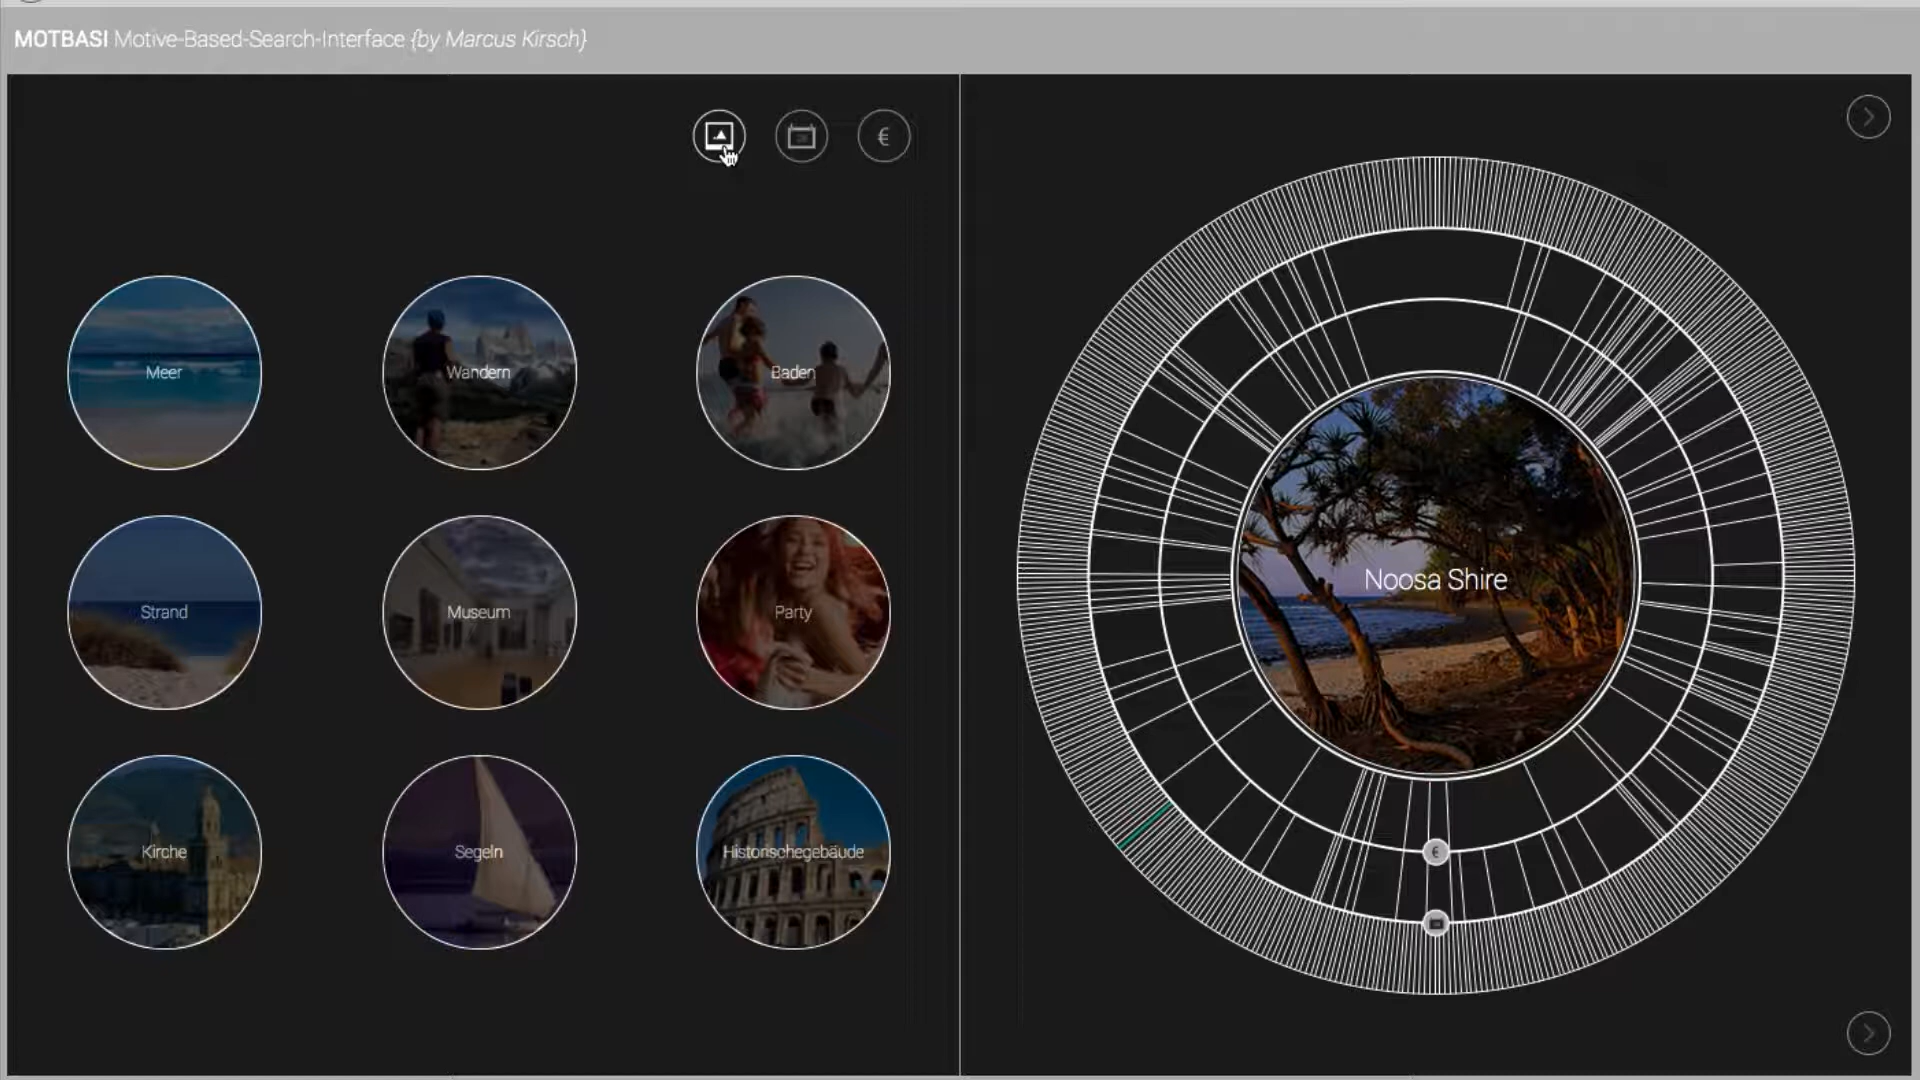 MOTBASI Motive-Based-Search-Interface {by Marcus Kirsch}
€
Meer
Wandern
Baden
Strand
Museum
Party
Kirche
Segeln
Historischegebäude
Noosa Shire
€